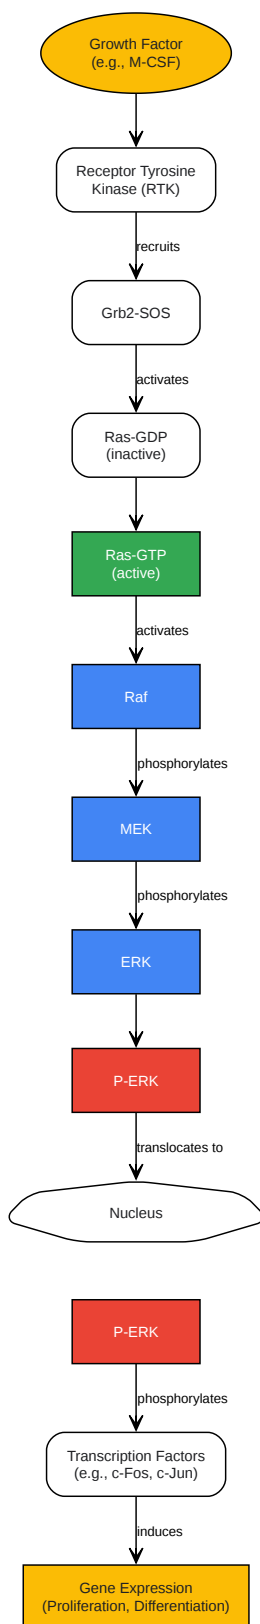 Growth Factor
(e.g., M-CSF)
Receptor Tyrosine
Kinase (RTK)
recruits
Grb2-SOS
activates
Ras-GDP
(inactive)
Ras-GTP
(active)
activates
Raf
phosphorylates
MEK
phosphorylates
ERK
P-ERK
translocates to
Nucleus
P-ERK
phosphorylates
Transcription Factors
(e.g., c-Fos, c-Jun)
induces
Gene Expression
(Proliferation, Differentiation)